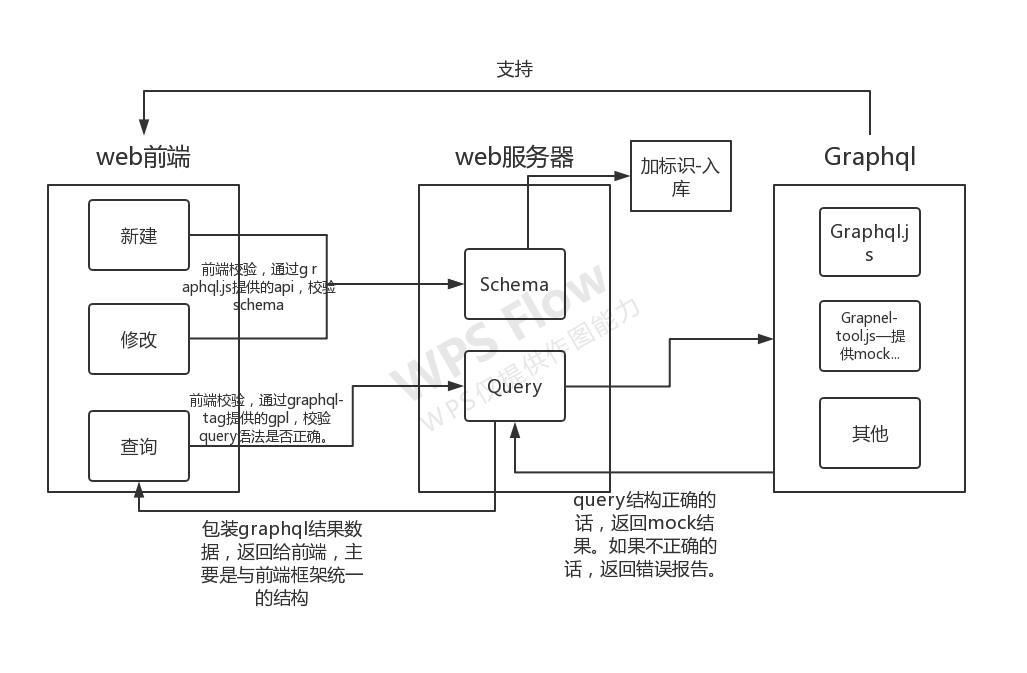 支持
web前端
web服务器
Graphql
新建
修改
查询
前端校验，通过g r
aphql.js提供的api，校验
schema
前端校验，通过graphql-
tag提供的gpl，校验
query语法是否正确。
加标识-入
库
Schema
Query
Graphql.j
s
Grapnel-
tool.js—提
供mock...
其他
包装graphql结果数
据，返回给前端，主
要是与前端框架统一
的结构
query结构正确的
话，返回mock结
果。如果不正确的
话，返回错误报告。
WPS Flow
WPS仅提供作图能力